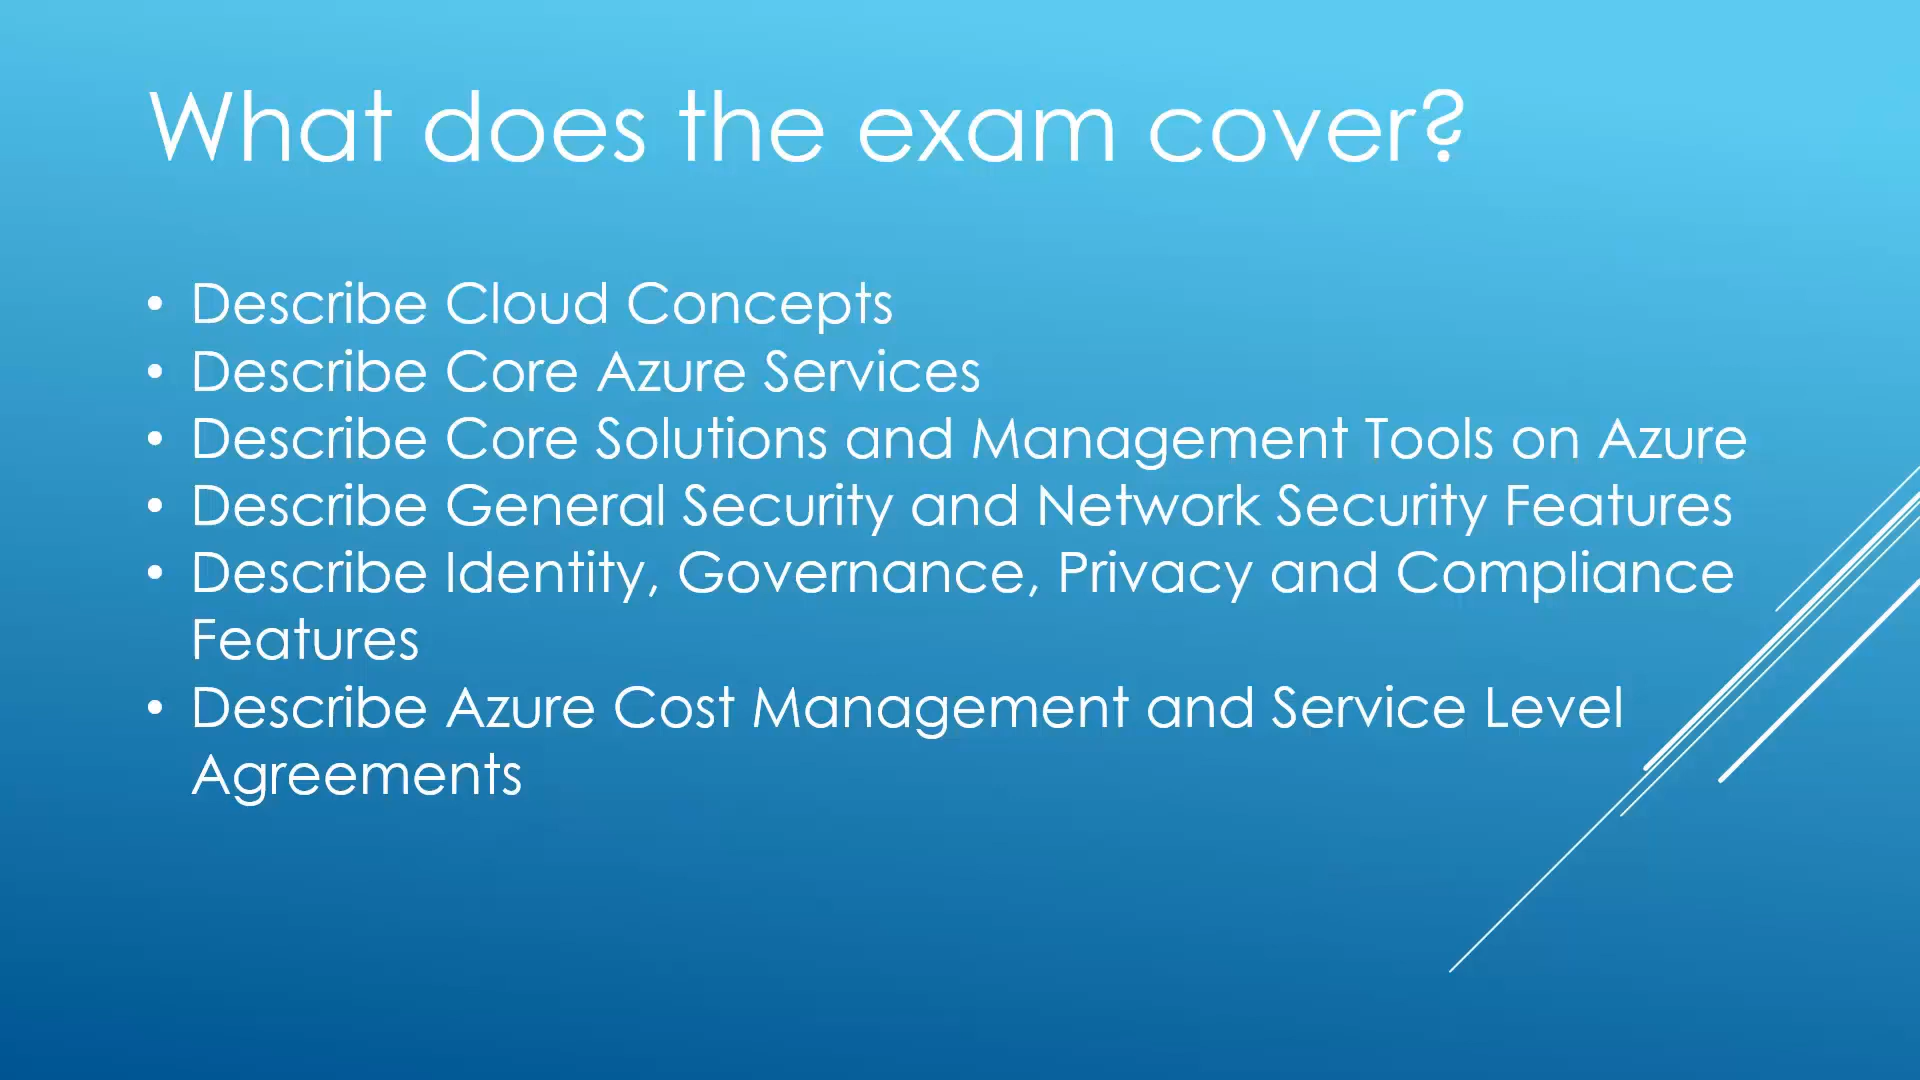 What does the exam cover?
• Describe Cloud Concepts
• Describe Core Azure Services
• Describe Core Solutions and Management Tools on Azure
• Describe General Security and Network Security Features
• Describe Identity, Governance, Privacy and Compliance
Features
• Describe Azure Cost Management and Service Level
Agreements